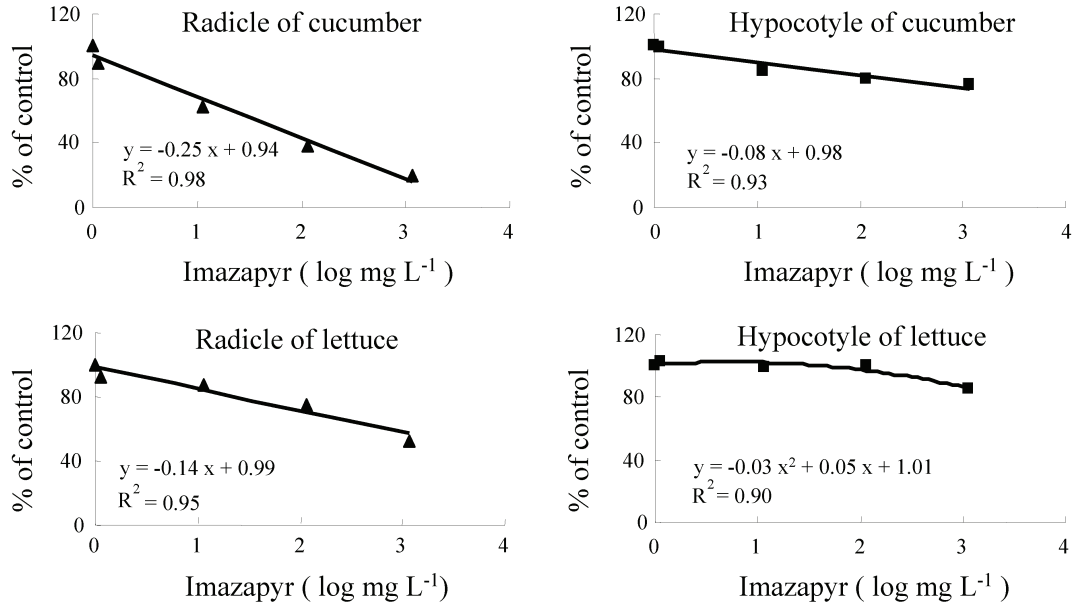 Radicle of cucumber
% of control
120
80
40
0
y = -0.25 x + 0.94
R² = 0.98
0 1 2 3 4
Imazapyr ( log mg L⁻¹ )
Hypocotyle of cucumber
% of control
120
80
40
0
y = -0.08 x + 0.98
R² = 0.93
0 1 2 3 4
Imazapyr ( log mg L⁻¹ )
Radicle of lettuce
% of control
120
80
40
0
y = -0.14 x + 0.99
R² = 0.95
0 1 2 3 4
Imazapyr ( log mg L⁻¹ )
Hypocotyle of lettuce
% of control
120
80
40
0
y = -0.03 x² + 0.05 x + 1.01
R² = 0.90
0 1 2 3 4
Imazapyr ( log mg L⁻¹ )